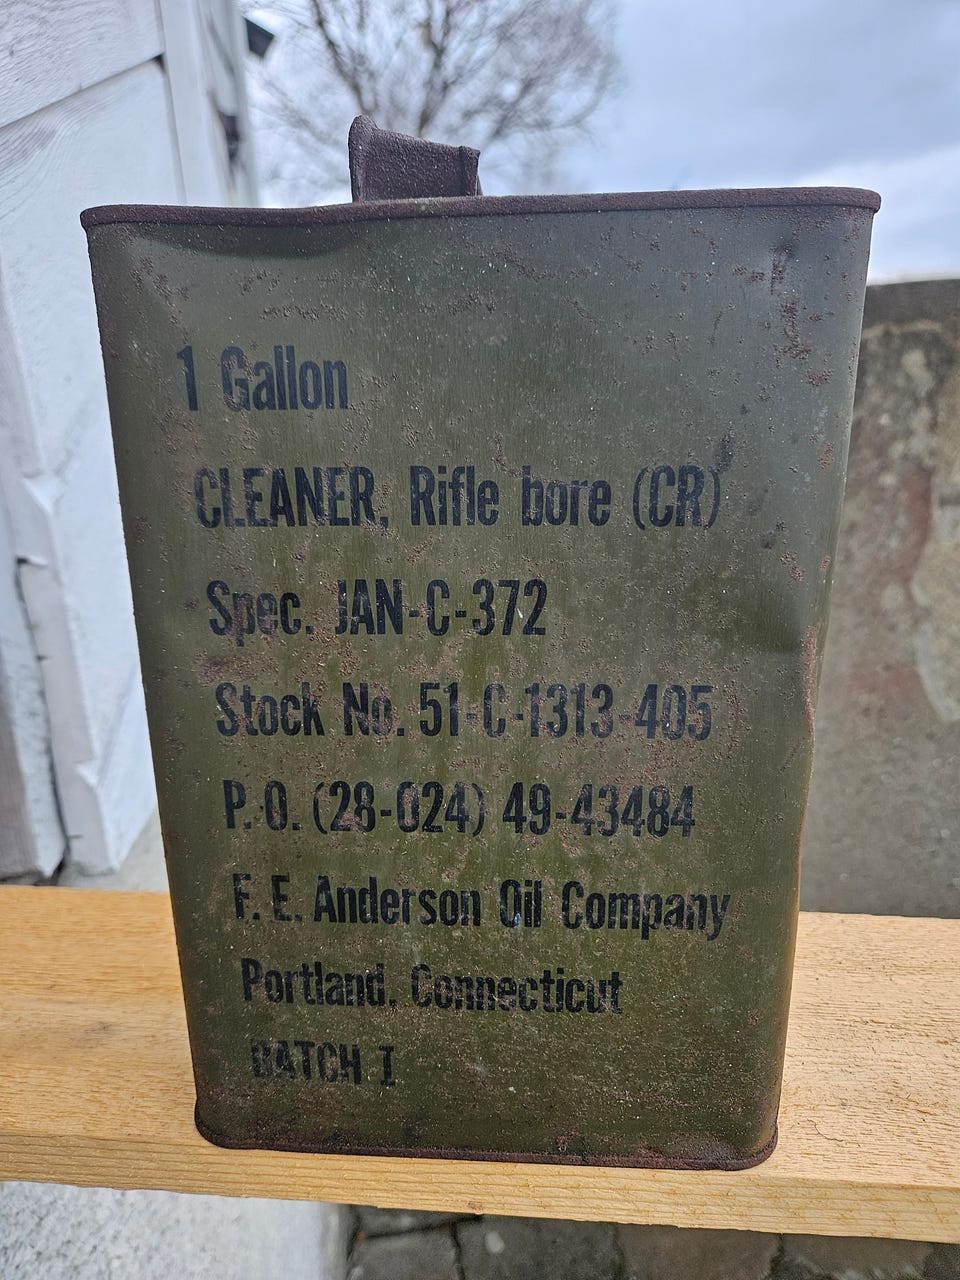 1 Gallon
CLEANER, Rifle bore (CR)
Spec. JAN-C-372
Stock No. 51-C-1313-405
P.O. (28-024) 49-43484
F. E. Anderson Oil Company
Portland, Connecticut
BATCH I